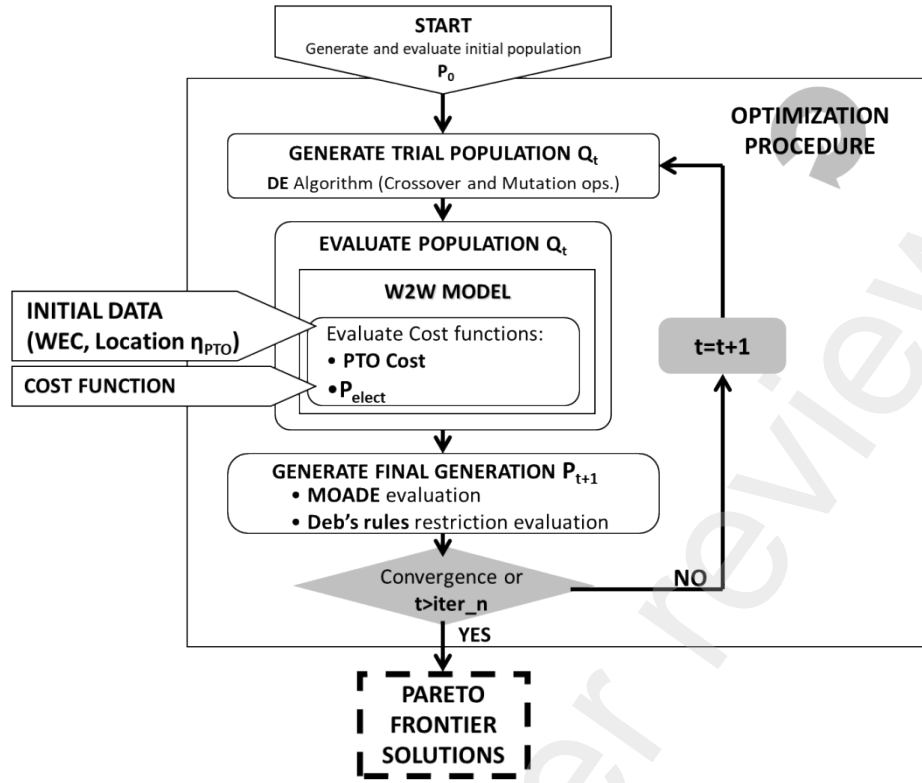 START
Generate and evaluate initial population
P₀
OPTIMIZATION
PROCEDURE
GENERATE TRIAL POPULATION Qₜ
DE Algorithm (Crossover and Mutation ops.)
EVALUATE POPULATION Qₜ
W2W MODEL
INITIAL DATA
(WEC, Location ηPTO)
Evaluate Cost functions:
• PTO Cost
•Pelect
COST FUNCTION
t=t+1
GENERATE FINAL GENERATION Pt+1
• MOADE evaluation
• Deb's rules restriction evaluation
Convergence or
t>iter_n
NO
YES
PARETO
FRONTIER
SOLUTIONS
er review